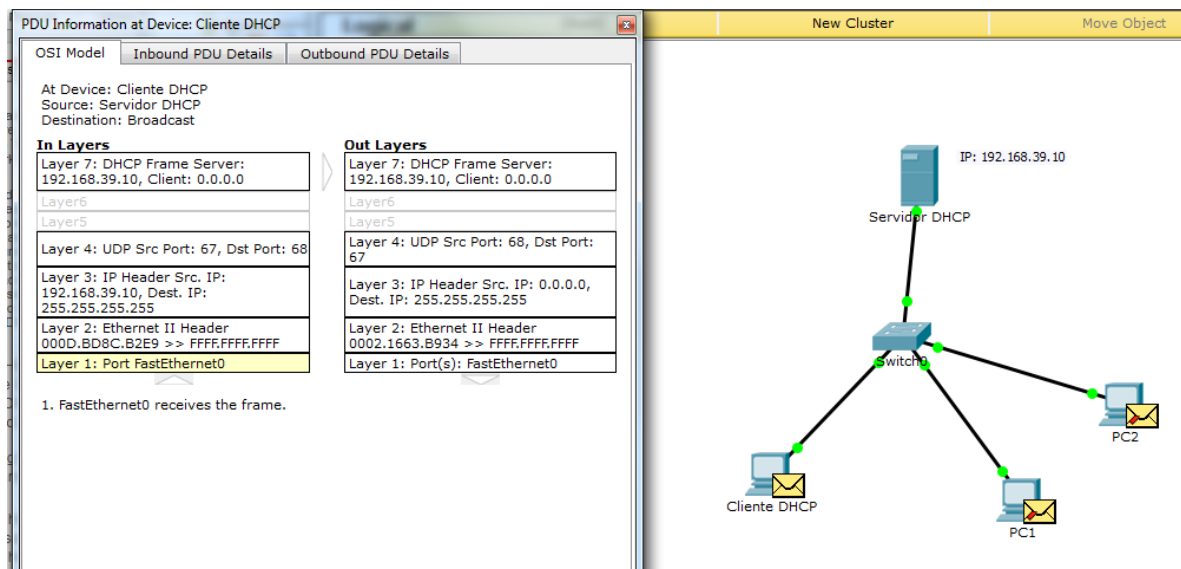 PDU Information at Device: Cliente DHCP
OSI Model
Inbound PDU Details
Outbound PDU Details
At Device: Cliente DHCP
Source: Servidor DHCP
Destination: Broadcast
In Layers
Layer 7: DHCP Frame Server:
192.168.39.10, Client: 0.0.0.0
Layer6
Layer5
Layer 4: UDP Src Port: 67, Dst Port: 68
Layer 3: IP Header Src. IP:
192.168.39.10, Dest. IP:
255.255.255.255
Layer 2: Ethernet II Header
000D.BD8C.B2E9 >> FFFF.FFFF.FFFF
Layer 1: Port FastEthernet0
Out Layers
Layer 7: DHCP Frame Server:
192.168.39.10, Client: 0.0.0.0
Layer6
Layer5
Layer 4: UDP Src Port: 68, Dst Port:
67
Layer 3: IP Header Src. IP: 0.0.0.0,
Dest. IP: 255.255.255.255
Layer 2: Ethernet II Header
0002.1663.B934 >> FFFF.FFFF.FFFF
Layer 1: Port(s): FastEthernet0
1. FastEthernet0 receives the frame.
Logical
New Cluster
Move Object
IP: 192.168.39.10
Servidor DHCP
Switch0
PC2
Cliente DHCP
PC1